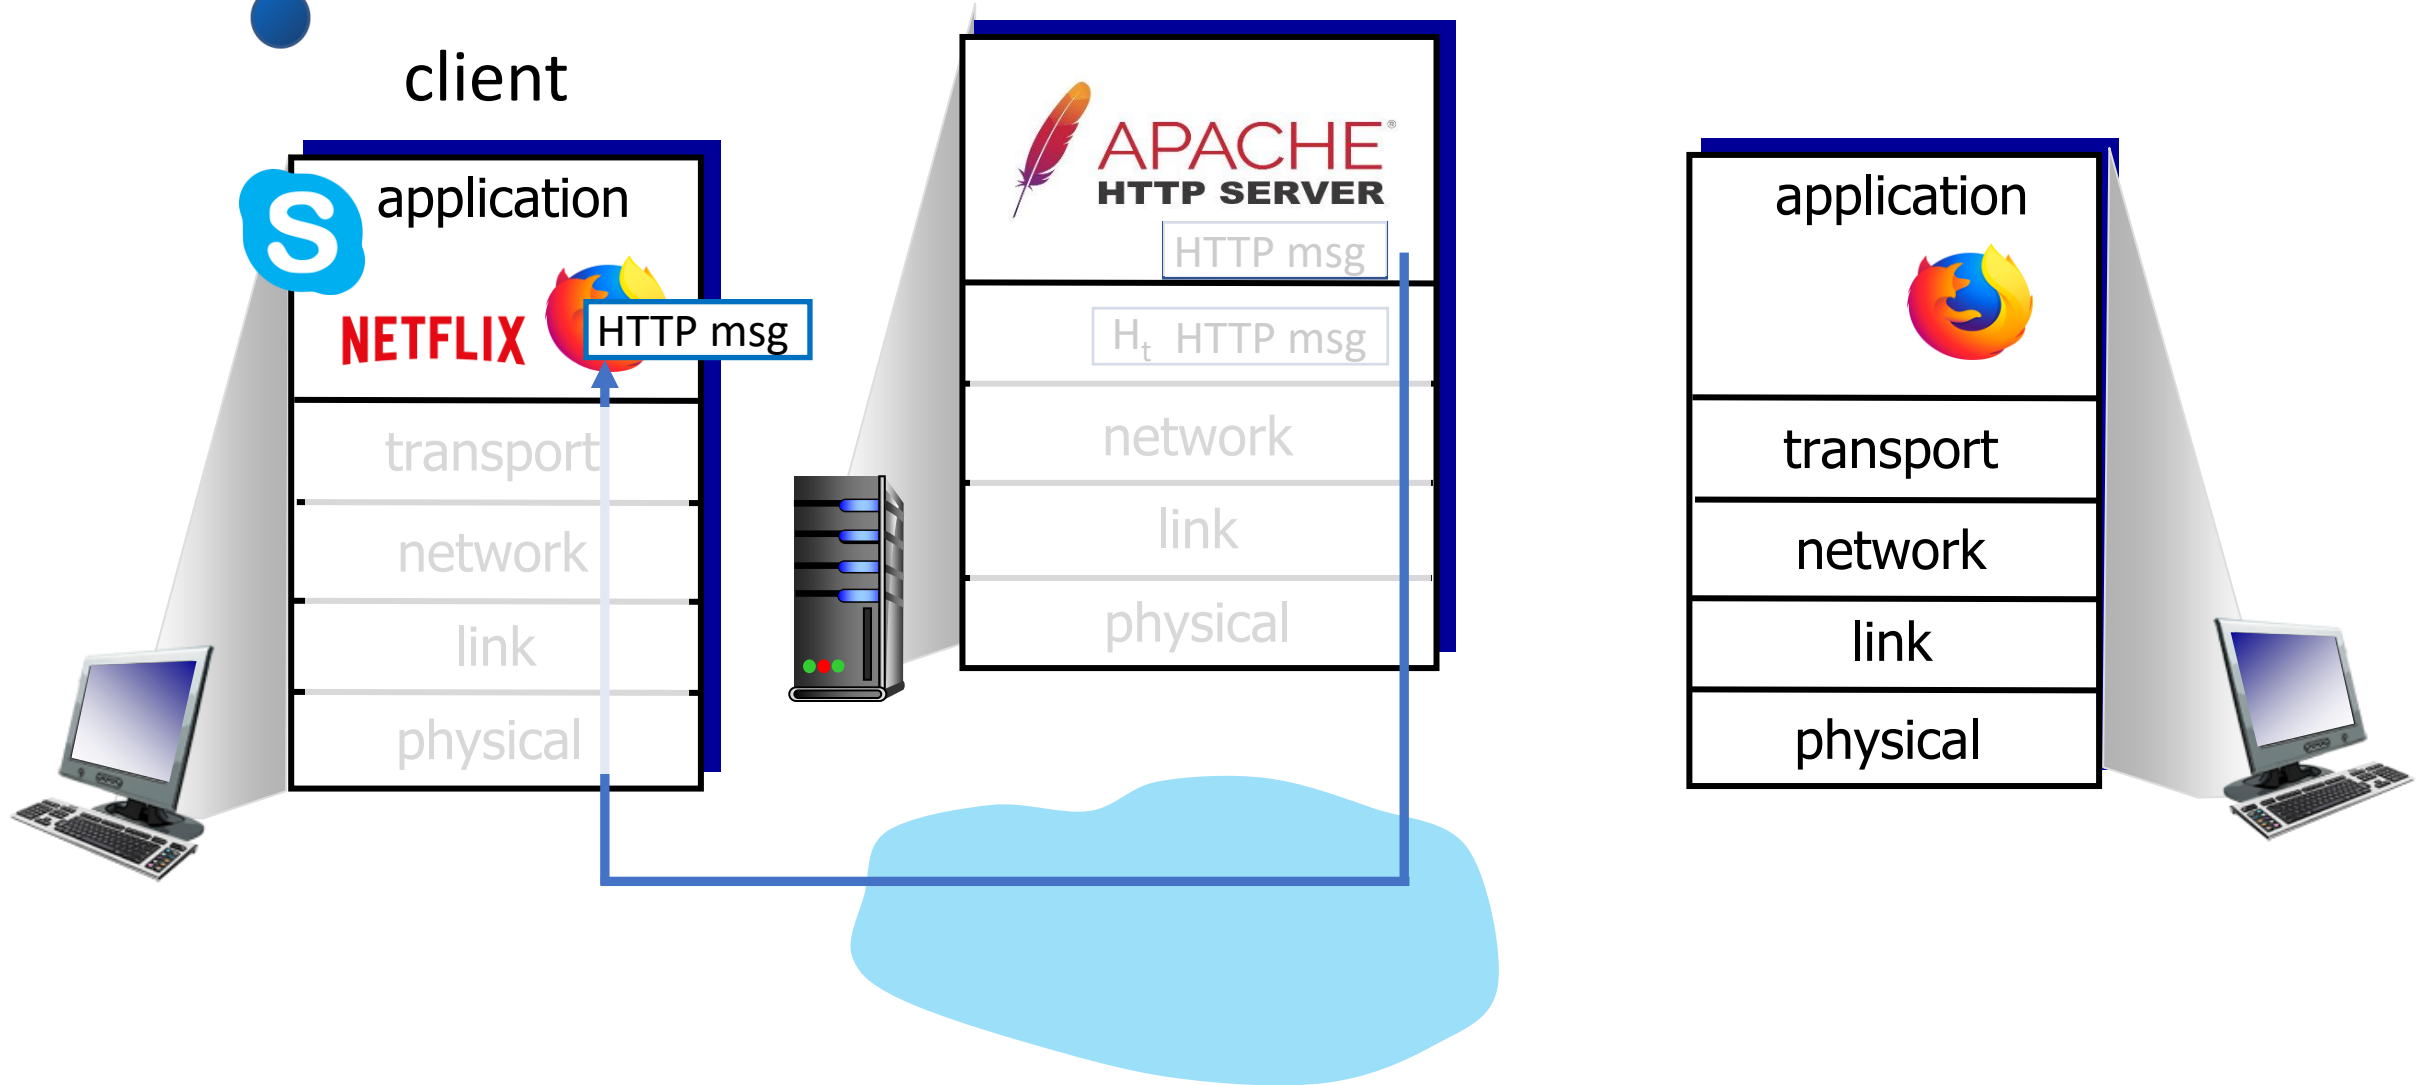 client
application
S
NETFLIX
HTTP msg
transport
network
link
physical
APACHE®
HTTP SERVER
HTTP msg
Ht HTTP msg
network
link
physical
application
transport
network
link
physical